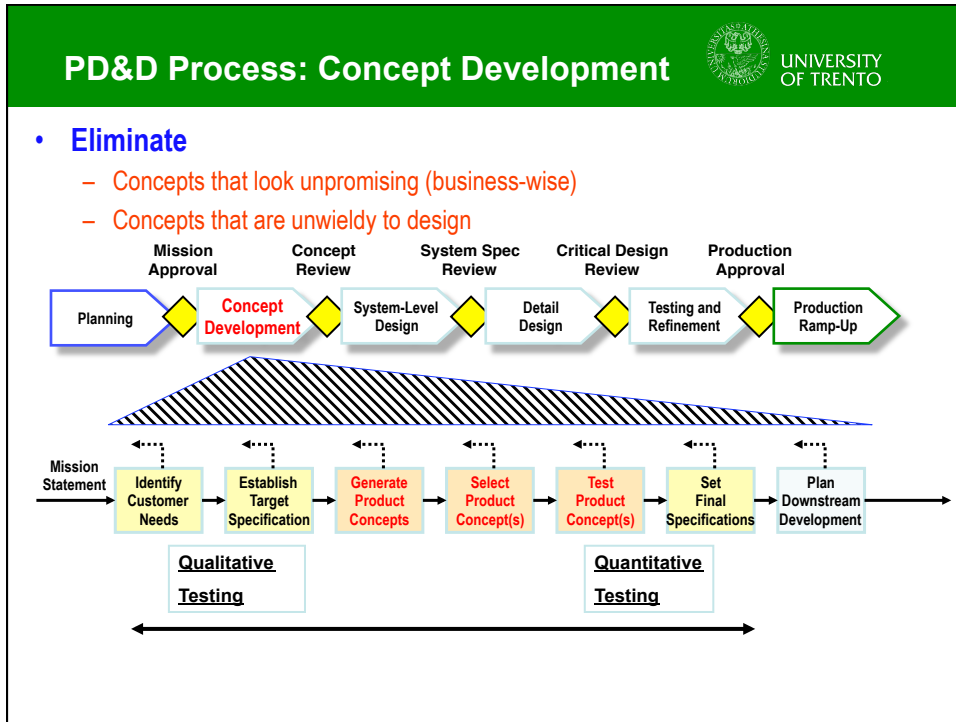 PD&D Process: Concept Development
UNIVERSITY
OF TRENTO
• Eliminate
– Concepts that look unpromising (business-wise)
– Concepts that are unwieldy to design
Mission
Approval
Concept
Review
System Spec
Review
Critical Design
Review
Production
Approval
Planning
Concept
Development
System-Level
Design
Detail
Design
Testing and
Refinement
Production
Ramp-Up
Mission
Statement
Identify
Customer
Needs
Establish
Target
Specification
Generate
Product
Concepts
Select
Product
Concept(s)
Test
Product
Concept(s)
Set
Final
Specifications
Plan
Downstream
Development
Qualitative
Testing
Quantitative
Testing